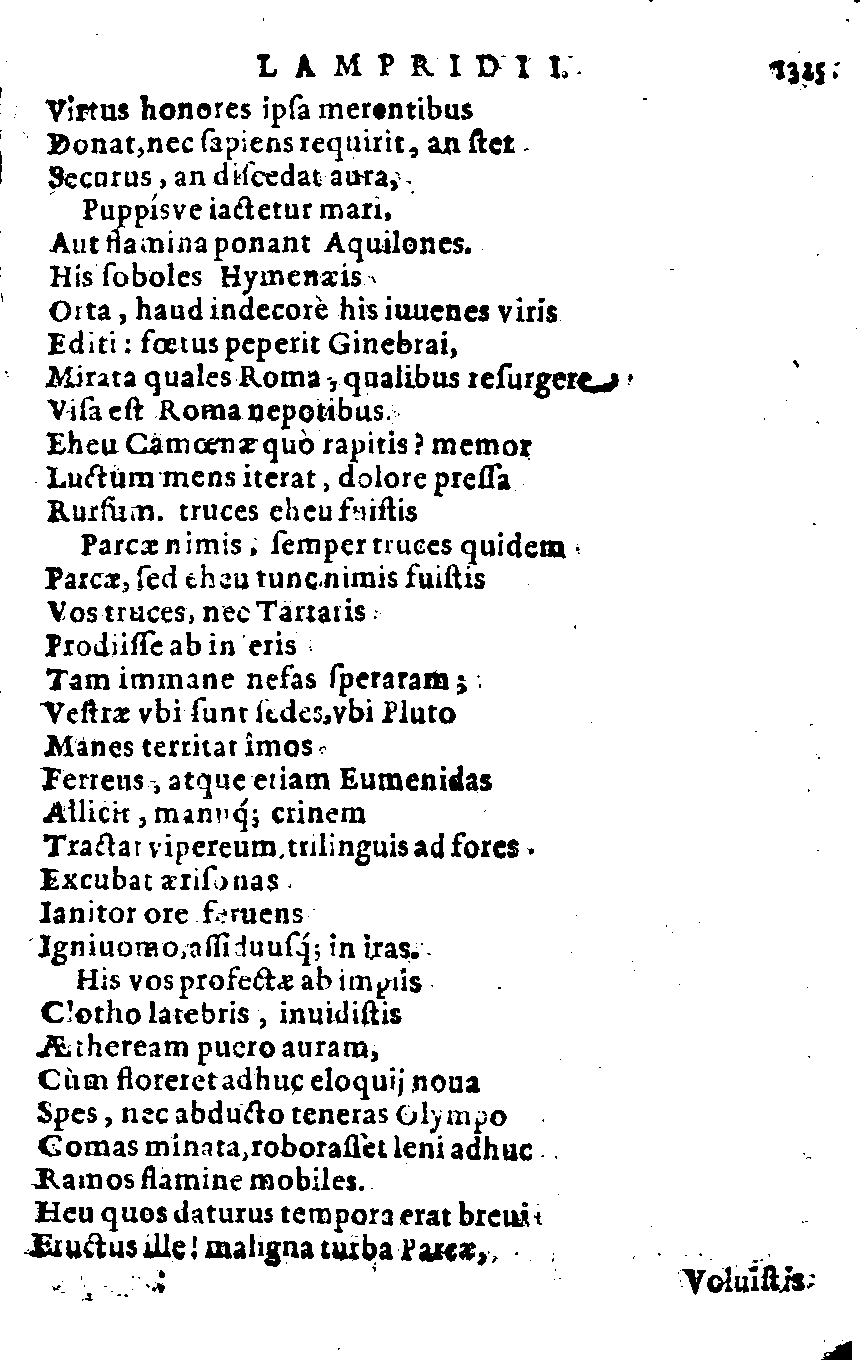 LAMPRIDII. 1325
Virtus honores ipſa merentibus
Donat, nec ſapiens requirit, an ſtet
Securus, an diſcedat aura,
Puppiſve iactetur mari,
Aut flamina ponant Aquilones.
His ſoboles Hymenæis
Orta, haud indecorè his iuuenes viris
Editi: fœtus peperit Ginebrai,
Mirata quales Roma, qualibus reſurgere
Viſa eſt Roma nepotibus.
Eheu Camœnæ quò rapitis? memor
Luctum mens iterat, dolore preſſa
Rurſum. truces eheu fuiſtis
Parcæ nimis, ſemper truces quidem
Parcæ, ſed eheu tunc nimis fuiſtis
Vos truces, nec Tartaris
Prodiiſſe ab in eris
Tam immane nefas ſperaram;
Veſtræ vbi ſunt ſedes, vbi Pluto
Manes territat îmos
Ferreus, atque etiam Eumenidas
Allicit, manuq́; crinem
Tractat vipereum, trilinguis ad fores
Excubat æriſonas
Ianitor ore feruens
Igniuomo, aſſiduuſq́; in iras.
His vos profectæ ab impiis
Clotho latebris, inuidiſtis
Ætheream puero auram,
Cùm floreret adhuc eloquij noua
Spes, nec abducto teneras Olympo
Comas minata, roboraſſet leni adhuc
Ramos flamine mobiles.
Heu quos daturus tempora erat breui
Fructus ille! maligna turba Parcæ,
Voluiſtis